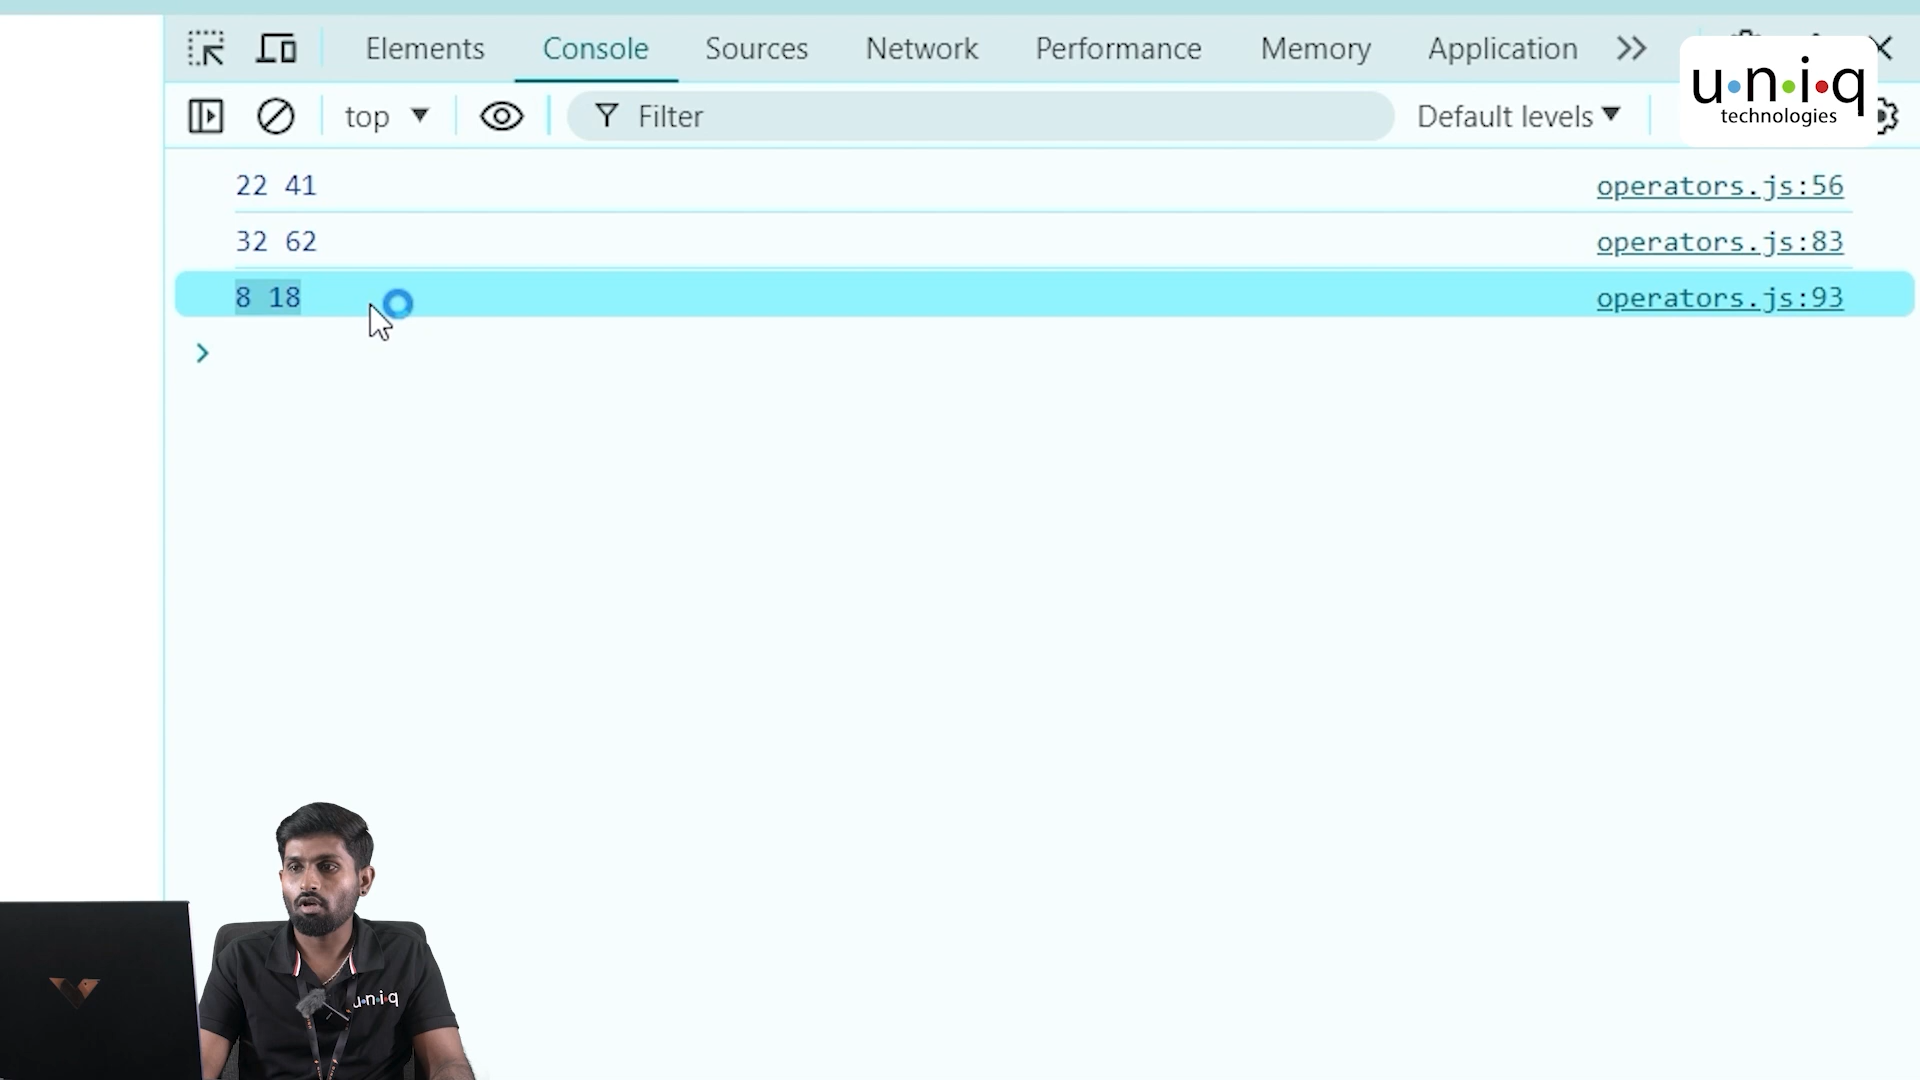 Elements Console Sources Network Performance Memory Application
top Filter Default levels
u·n·i·q
technologies
22 41 operators.js:56
32 62 operators.js:83
8 18 operators.js:93
u·n·i·q